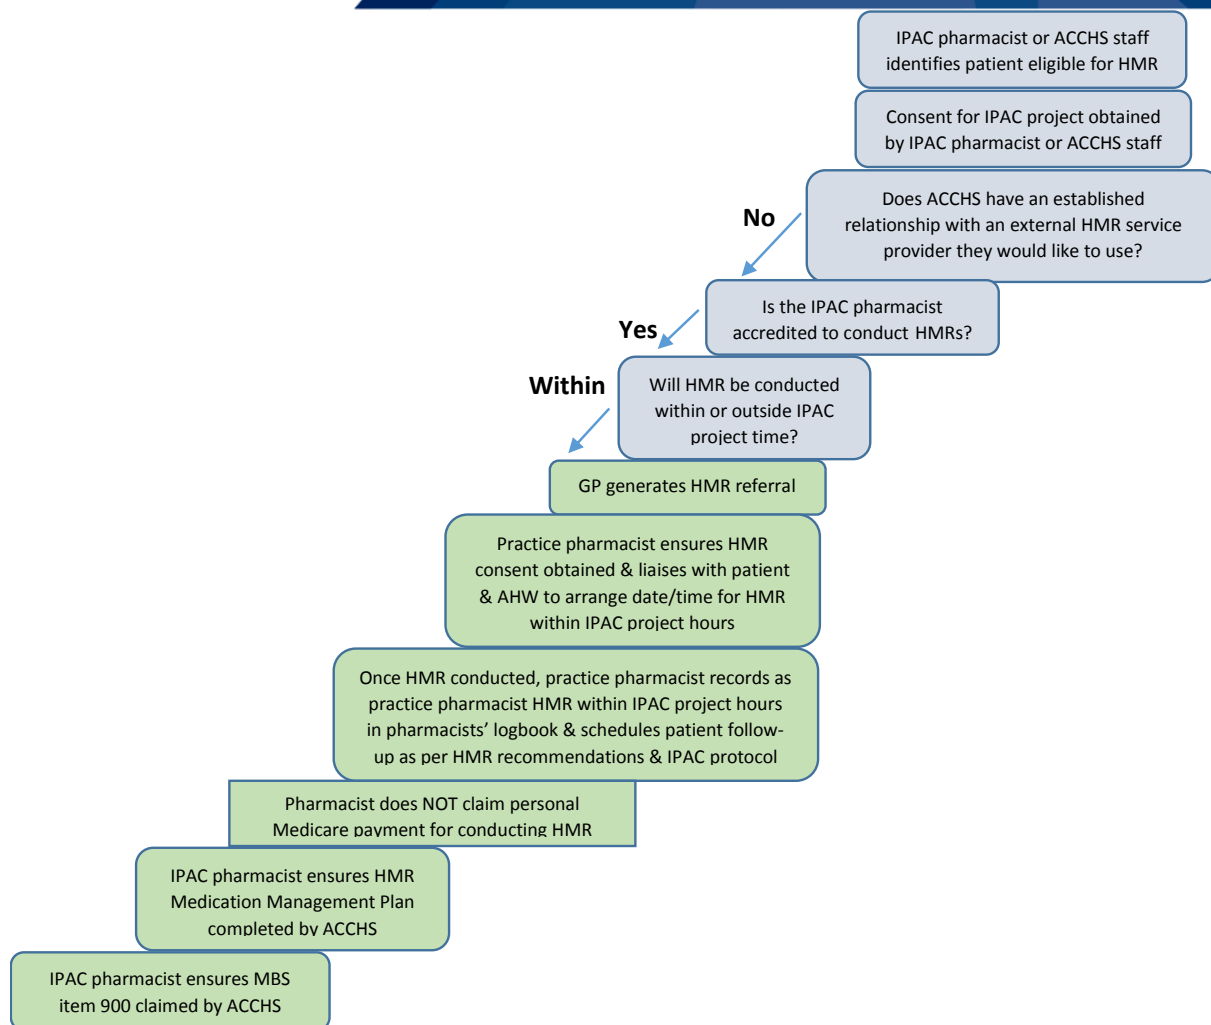 IPAC pharmacist or ACCHS staff
identifies patient eligible for HMR
Consent for IPAC project obtained
by IPAC pharmacist or ACCHS staff
Does ACCHS have an established
relationship with an external HMR service
provider they would like to use?
No
Is the IPAC pharmacist
accredited to conduct HMRs?
Yes
Will HMR be conducted
within or outside IPAC
project time?
Within
GP generates HMR referral
Practice pharmacist ensures HMR
consent obtained & liaises with patient
& AHW to arrange date/time for HMR
within IPAC project hours
Once HMR conducted, practice pharmacist records as
practice pharmacist HMR within IPAC project hours
in pharmacists’ logbook & schedules patient follow-
up as per HMR recommendations & IPAC protocol
Pharmacist does NOT claim personal
Medicare payment for conducting HMR
IPAC pharmacist ensures HMR
Medication Management Plan
completed by ACCHS
IPAC pharmacist ensures MBS
item 900 claimed by ACCHS